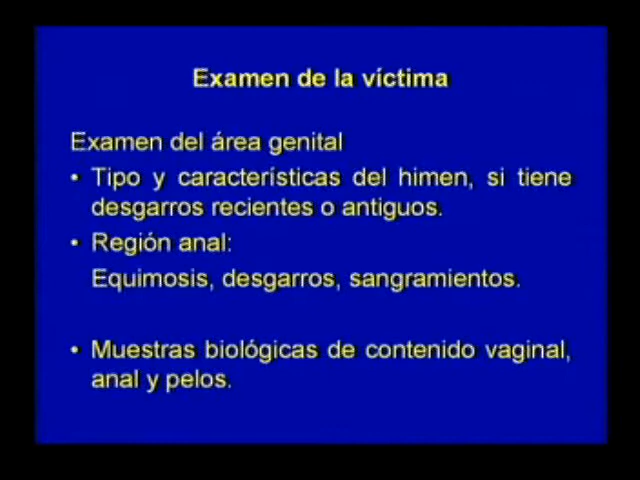 Examen de la víctima
Examen del área genital
• Tipo y características del himen, si tiene
desgarros recientes o antiguos.
• Región anal:
Equimosis, desgarros, sangramientos.
• Muestras biológicas de contenido vaginal,
anal y pelos.